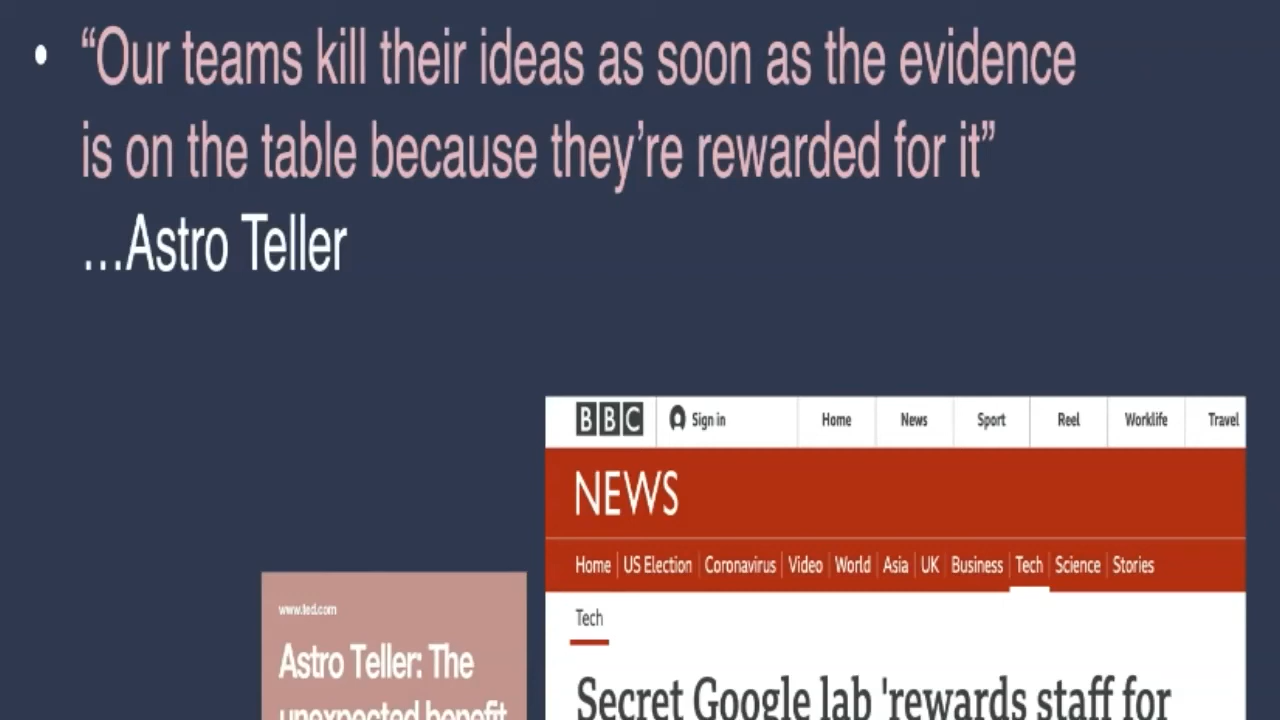 • “Our teams kill their ideas as soon as the evidence
is on the table because they’re rewarded for it”
…Astro Teller
BBC Sign in Home News Sport Reel Worklife Travel
NEWS
Home US Election Coronavirus Video World Asia UK Business Tech Science Stories
Tech
Secret Google lab 'rewards staff for
www.ted.com
Astro Teller: The
unexpected benefit